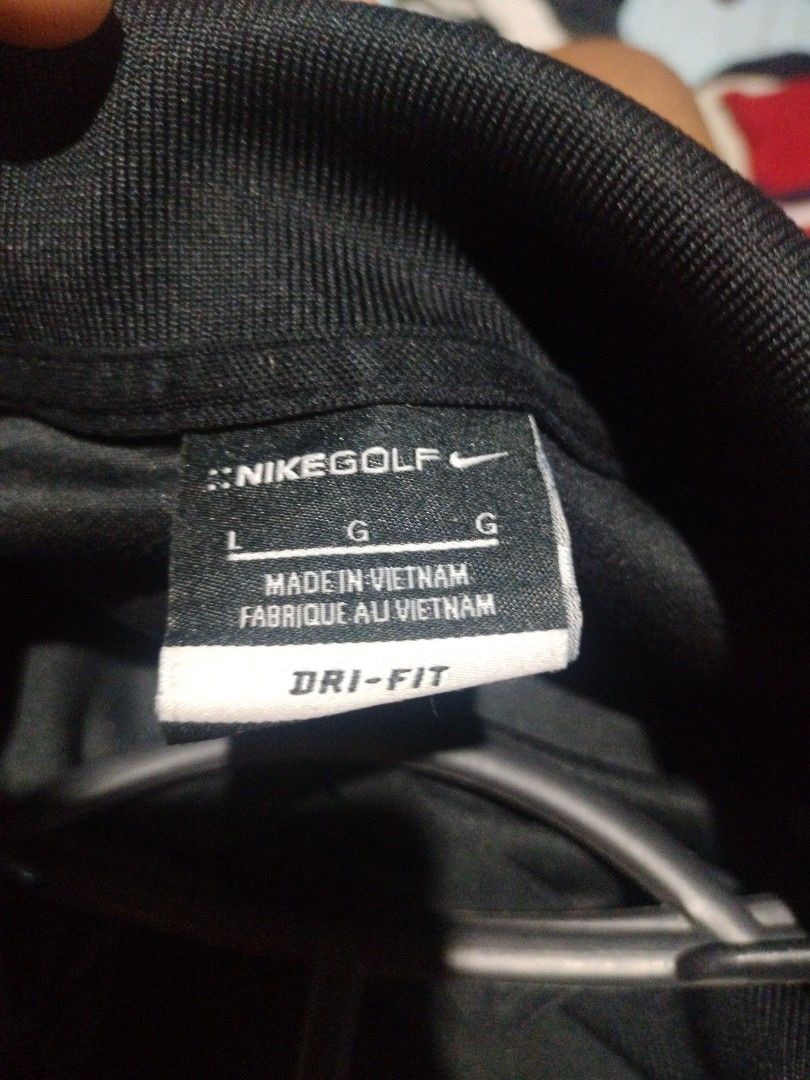 NIKEGOLF
L G G
MADE IN VIETNAM
FABRIQUE AU VIETNAM
DRI-FIT